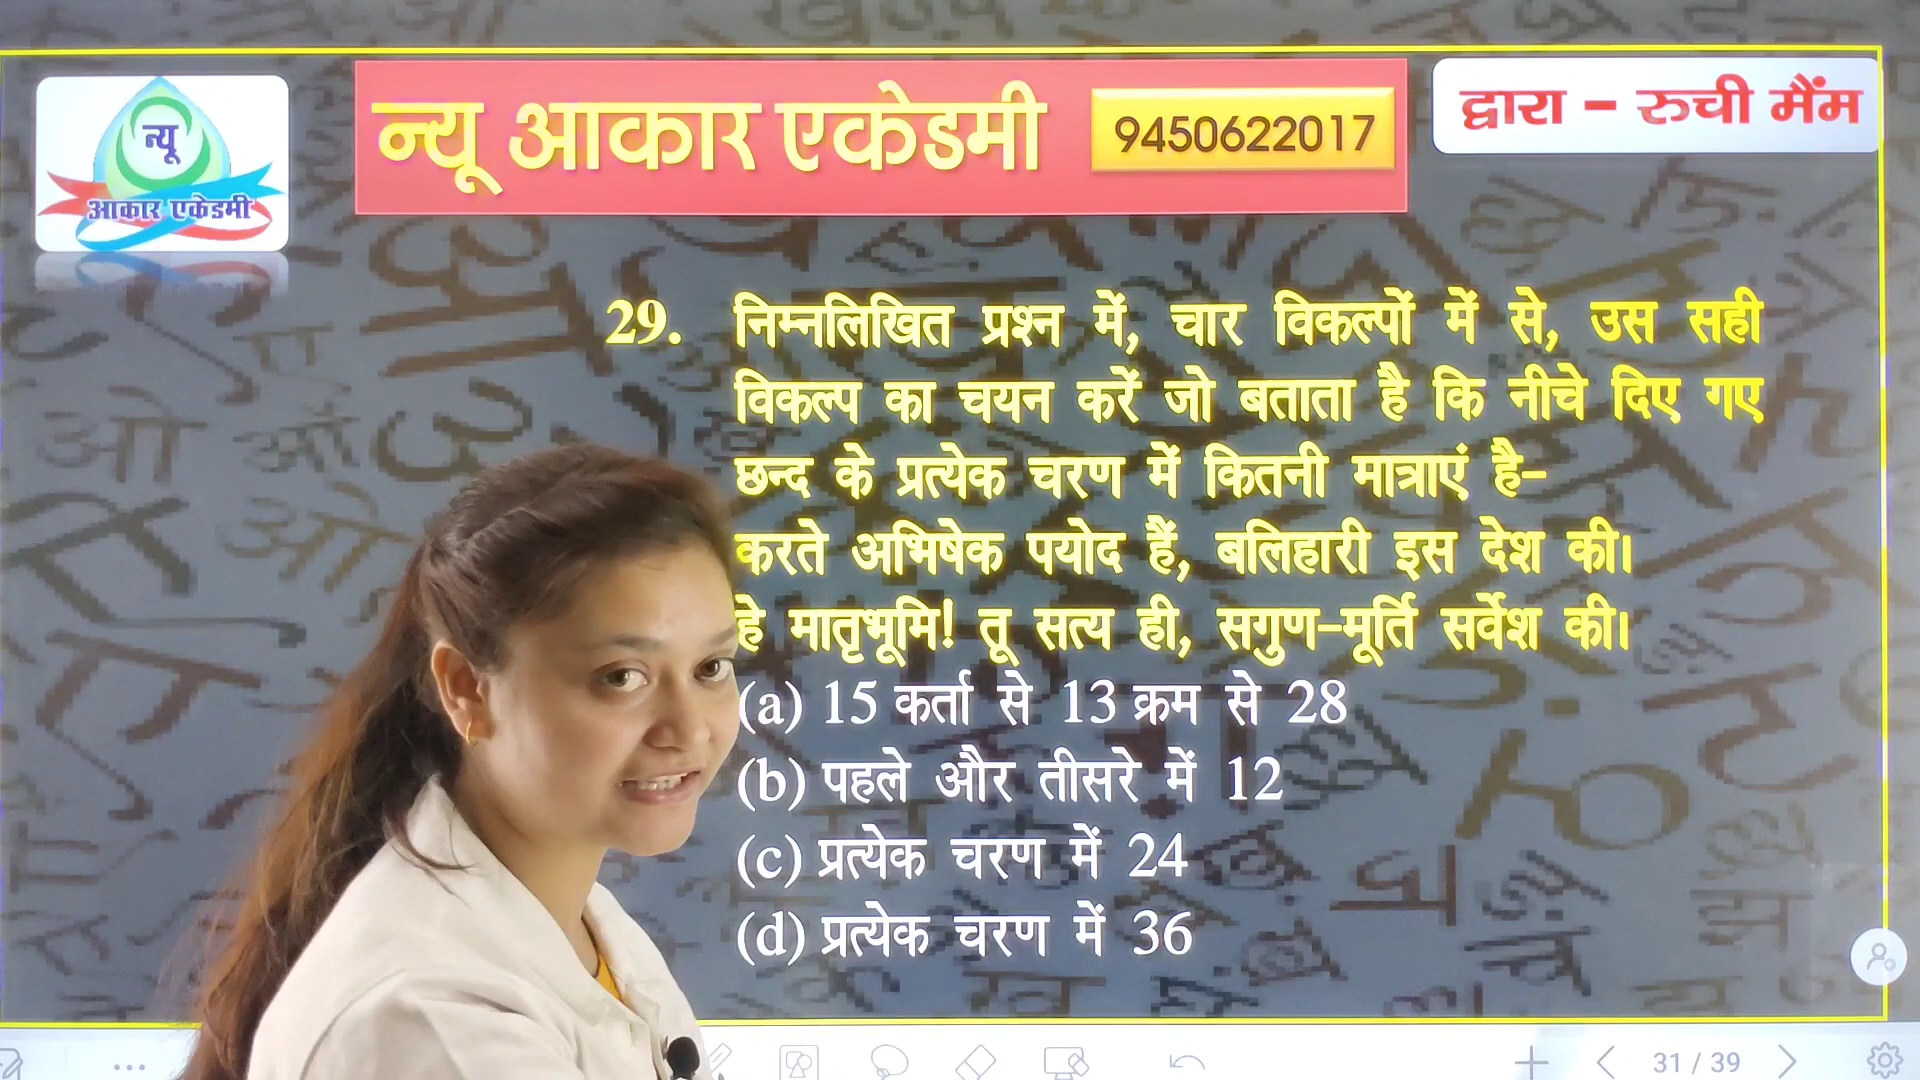 न्यू
आकार एकेडमी
न्यू आकार एकेडमी
9450622017
द्वारा - रुची मैंम
29. निम्नलिखित प्रश्न में, चार विकल्पों में से, उस सही
विकल्प का चयन करें जो बताता है कि नीचे दिए गए
छन्द के प्रत्येक चरण में कितनी मात्राएं है-
करते अभिषेक पयोद हैं, बलिहारी इस देश की।
हे मातृभूमि! तू सत्य ही, सगुण-मूर्ति सर्वेश की।
(a) 15 कर्ता से 13 क्रम से 28
(b) पहले और तीसरे में 12
(c) प्रत्येक चरण में 24
(d) प्रत्येक चरण में 36
31 / 39